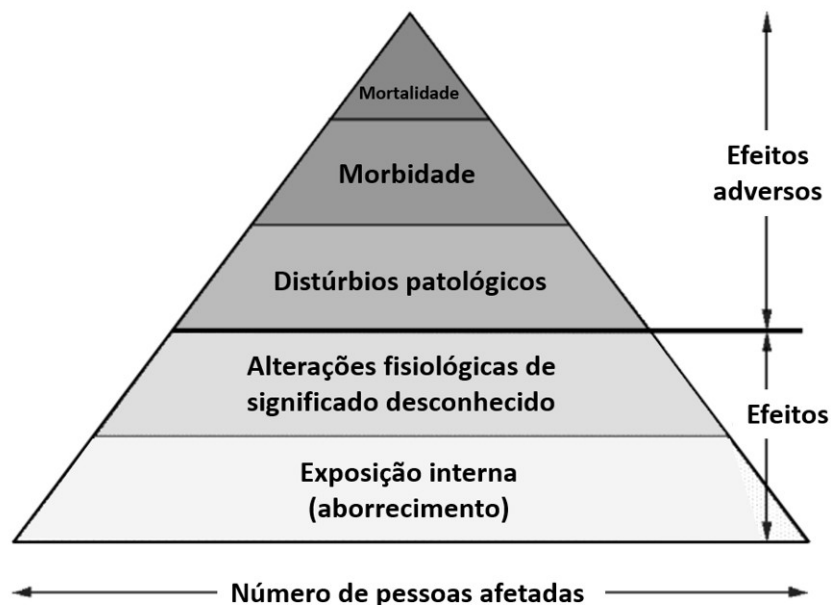 Mortalidade
Morbidade
Efeitos
adversos
Distúrbios patológicos
Alterações fisiológicas de
significado desconhecido
Efeitos
Exposição interna
(aborrecimento)
Número de pessoas afetadas